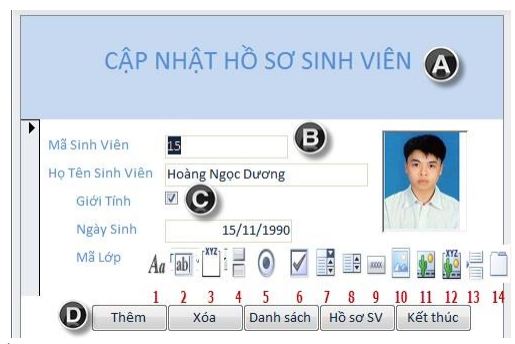 CẬP NHẬT HỒ SƠ SINH VIÊN A
Mã Sinh Viên 15 B
Họ Tên Sinh Viên Hoàng Ngọc Dương
Giới Tính C
Ngày Sinh 15/11/1990
Mã Lớp Aa ab XYZ XXXX XYZ
1 2 3 4 5 6 7 8 9 10 11 12 13 14
D Thêm Xóa Danh sách Hồ sơ SV Kết thúc